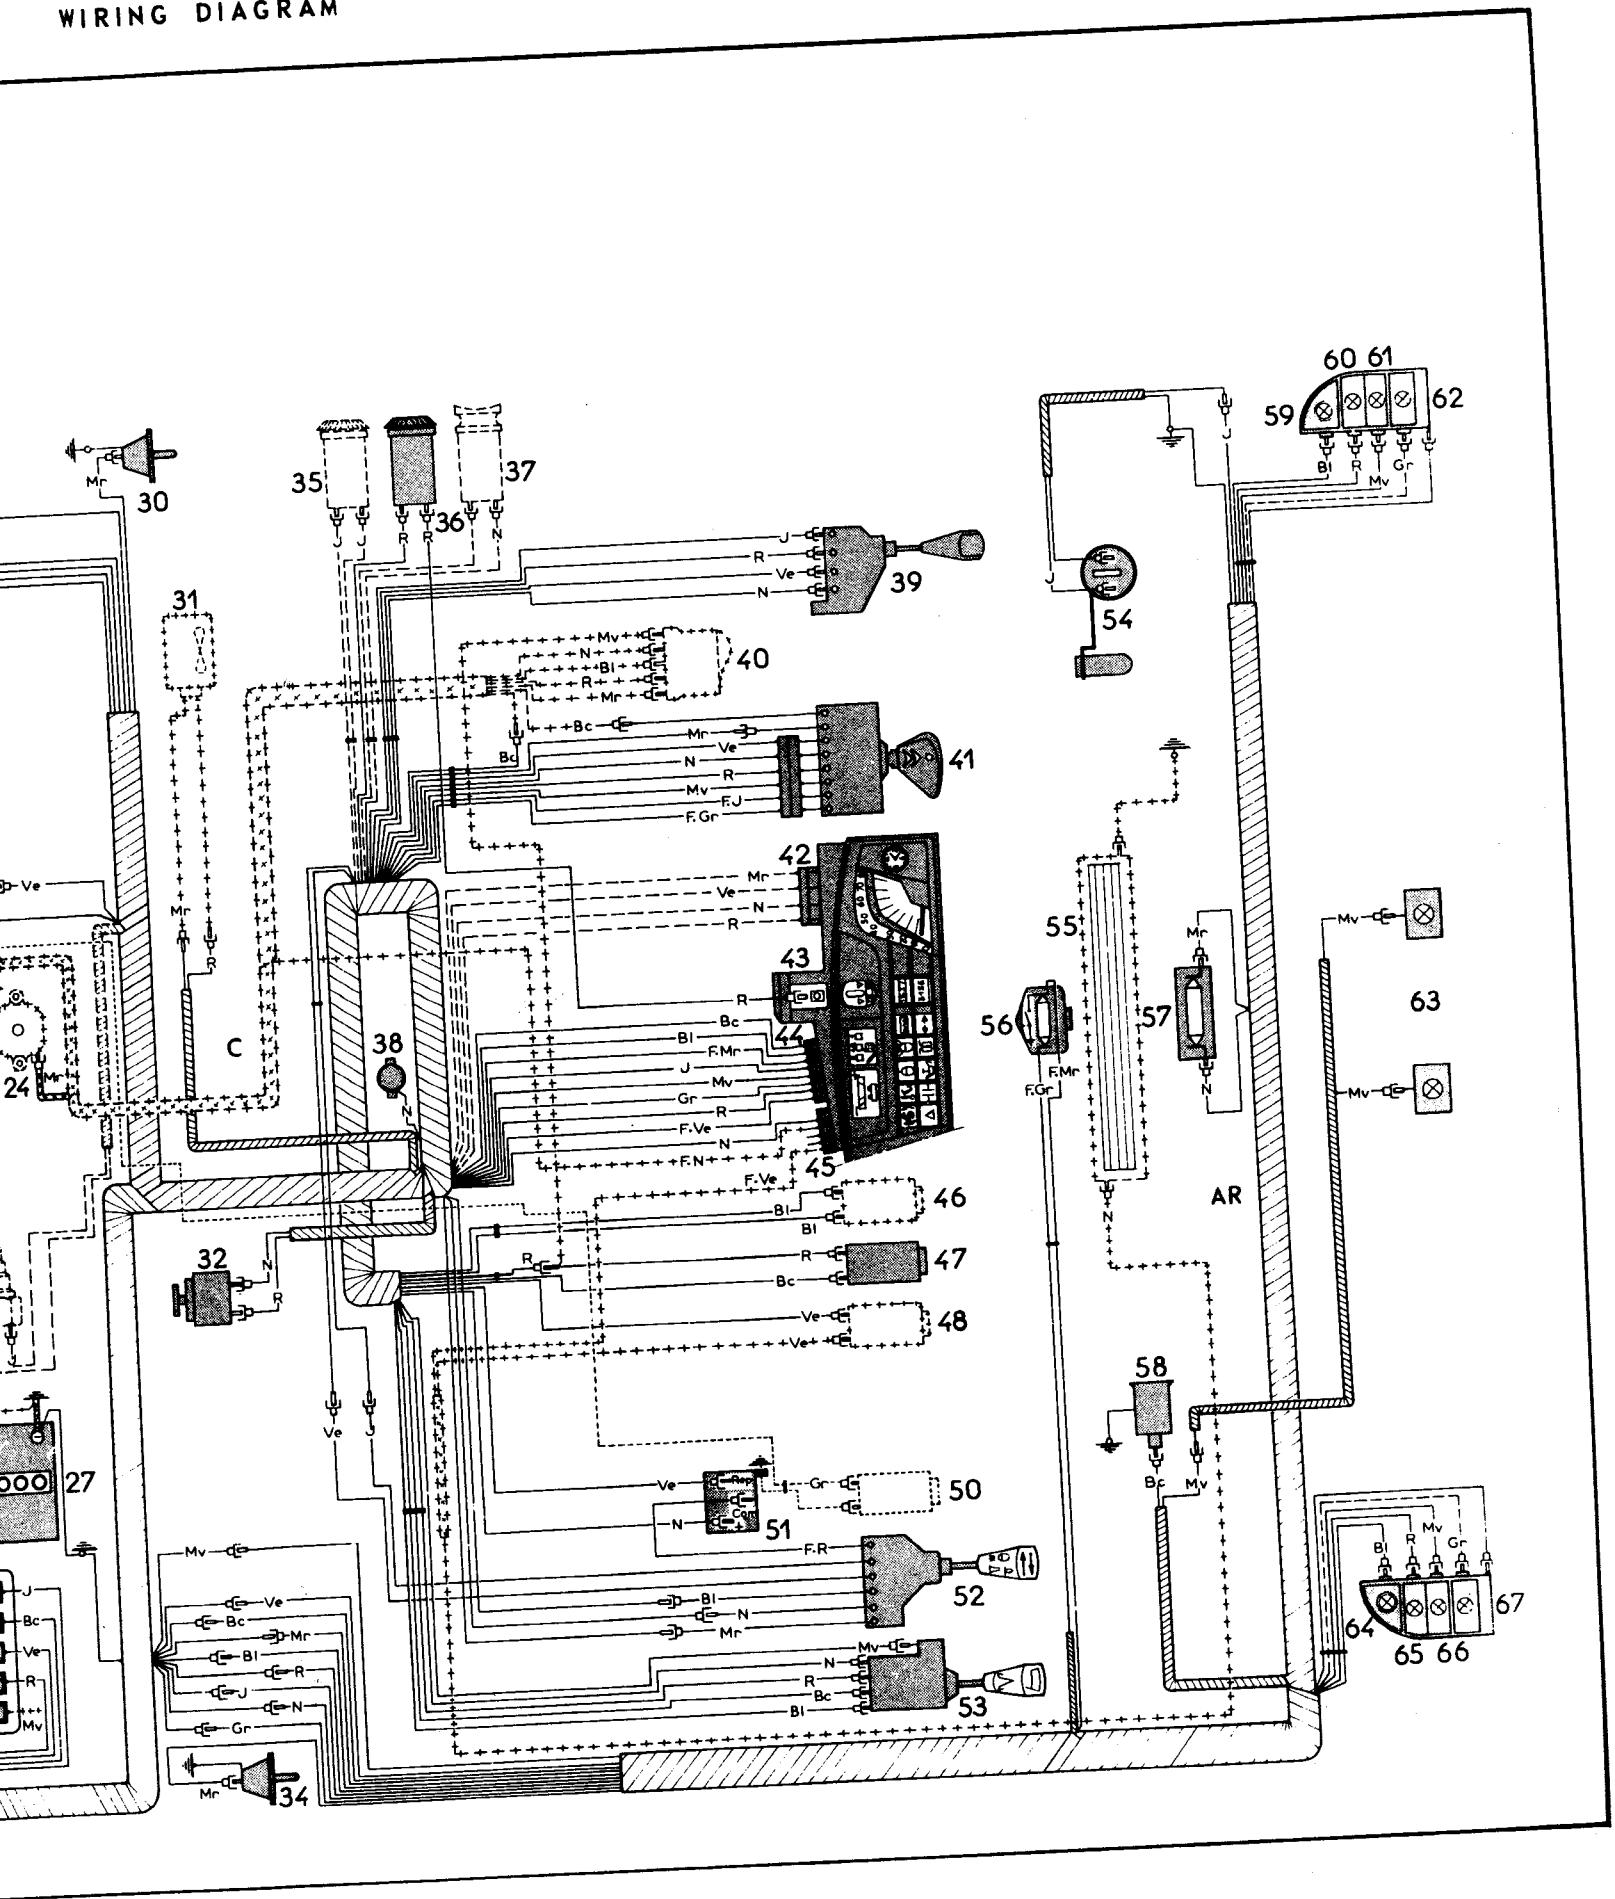 WIRING DIAGRAM
60 61
59
62
Bl R Mv Gr
J
30
Mr
35
36
37
J J R R N
J
R
Ve
N
39
54
J
31
Mr
R
Mv
N
Bl
R
Mr
40
Bc
Bc
Mr
Ve
N
R
Mv
F.J
F.Gr
41
Ve
42
Mr
Ve
N
R
43
R
44
Bc
Bl
F.Mr
J
Mv
Gr
R
F.Ve
N
F.N
45
F.Ve
55
56
F.Mr
F.Gr
57
Mr
N
Mv
63
Mv
24
Mr
C
38
N
AR
N
Bl
Bl
46
R
R
Bc
47
Ve
Ve
48
32
N
R
58
Bc
Mv
Ve
J
27
Ve
Rep
Com
+
N
51
Gr
50
F.R
Bl
N
Mr
52
Mv
N
R
Bc
Bl
53
Mv
Ve
Bc
Mr
Bl
R
J
N
Gr
J
Bc
Ve
R
Mv
34
Mr
Bl R Mv Gr
64
65 66
67